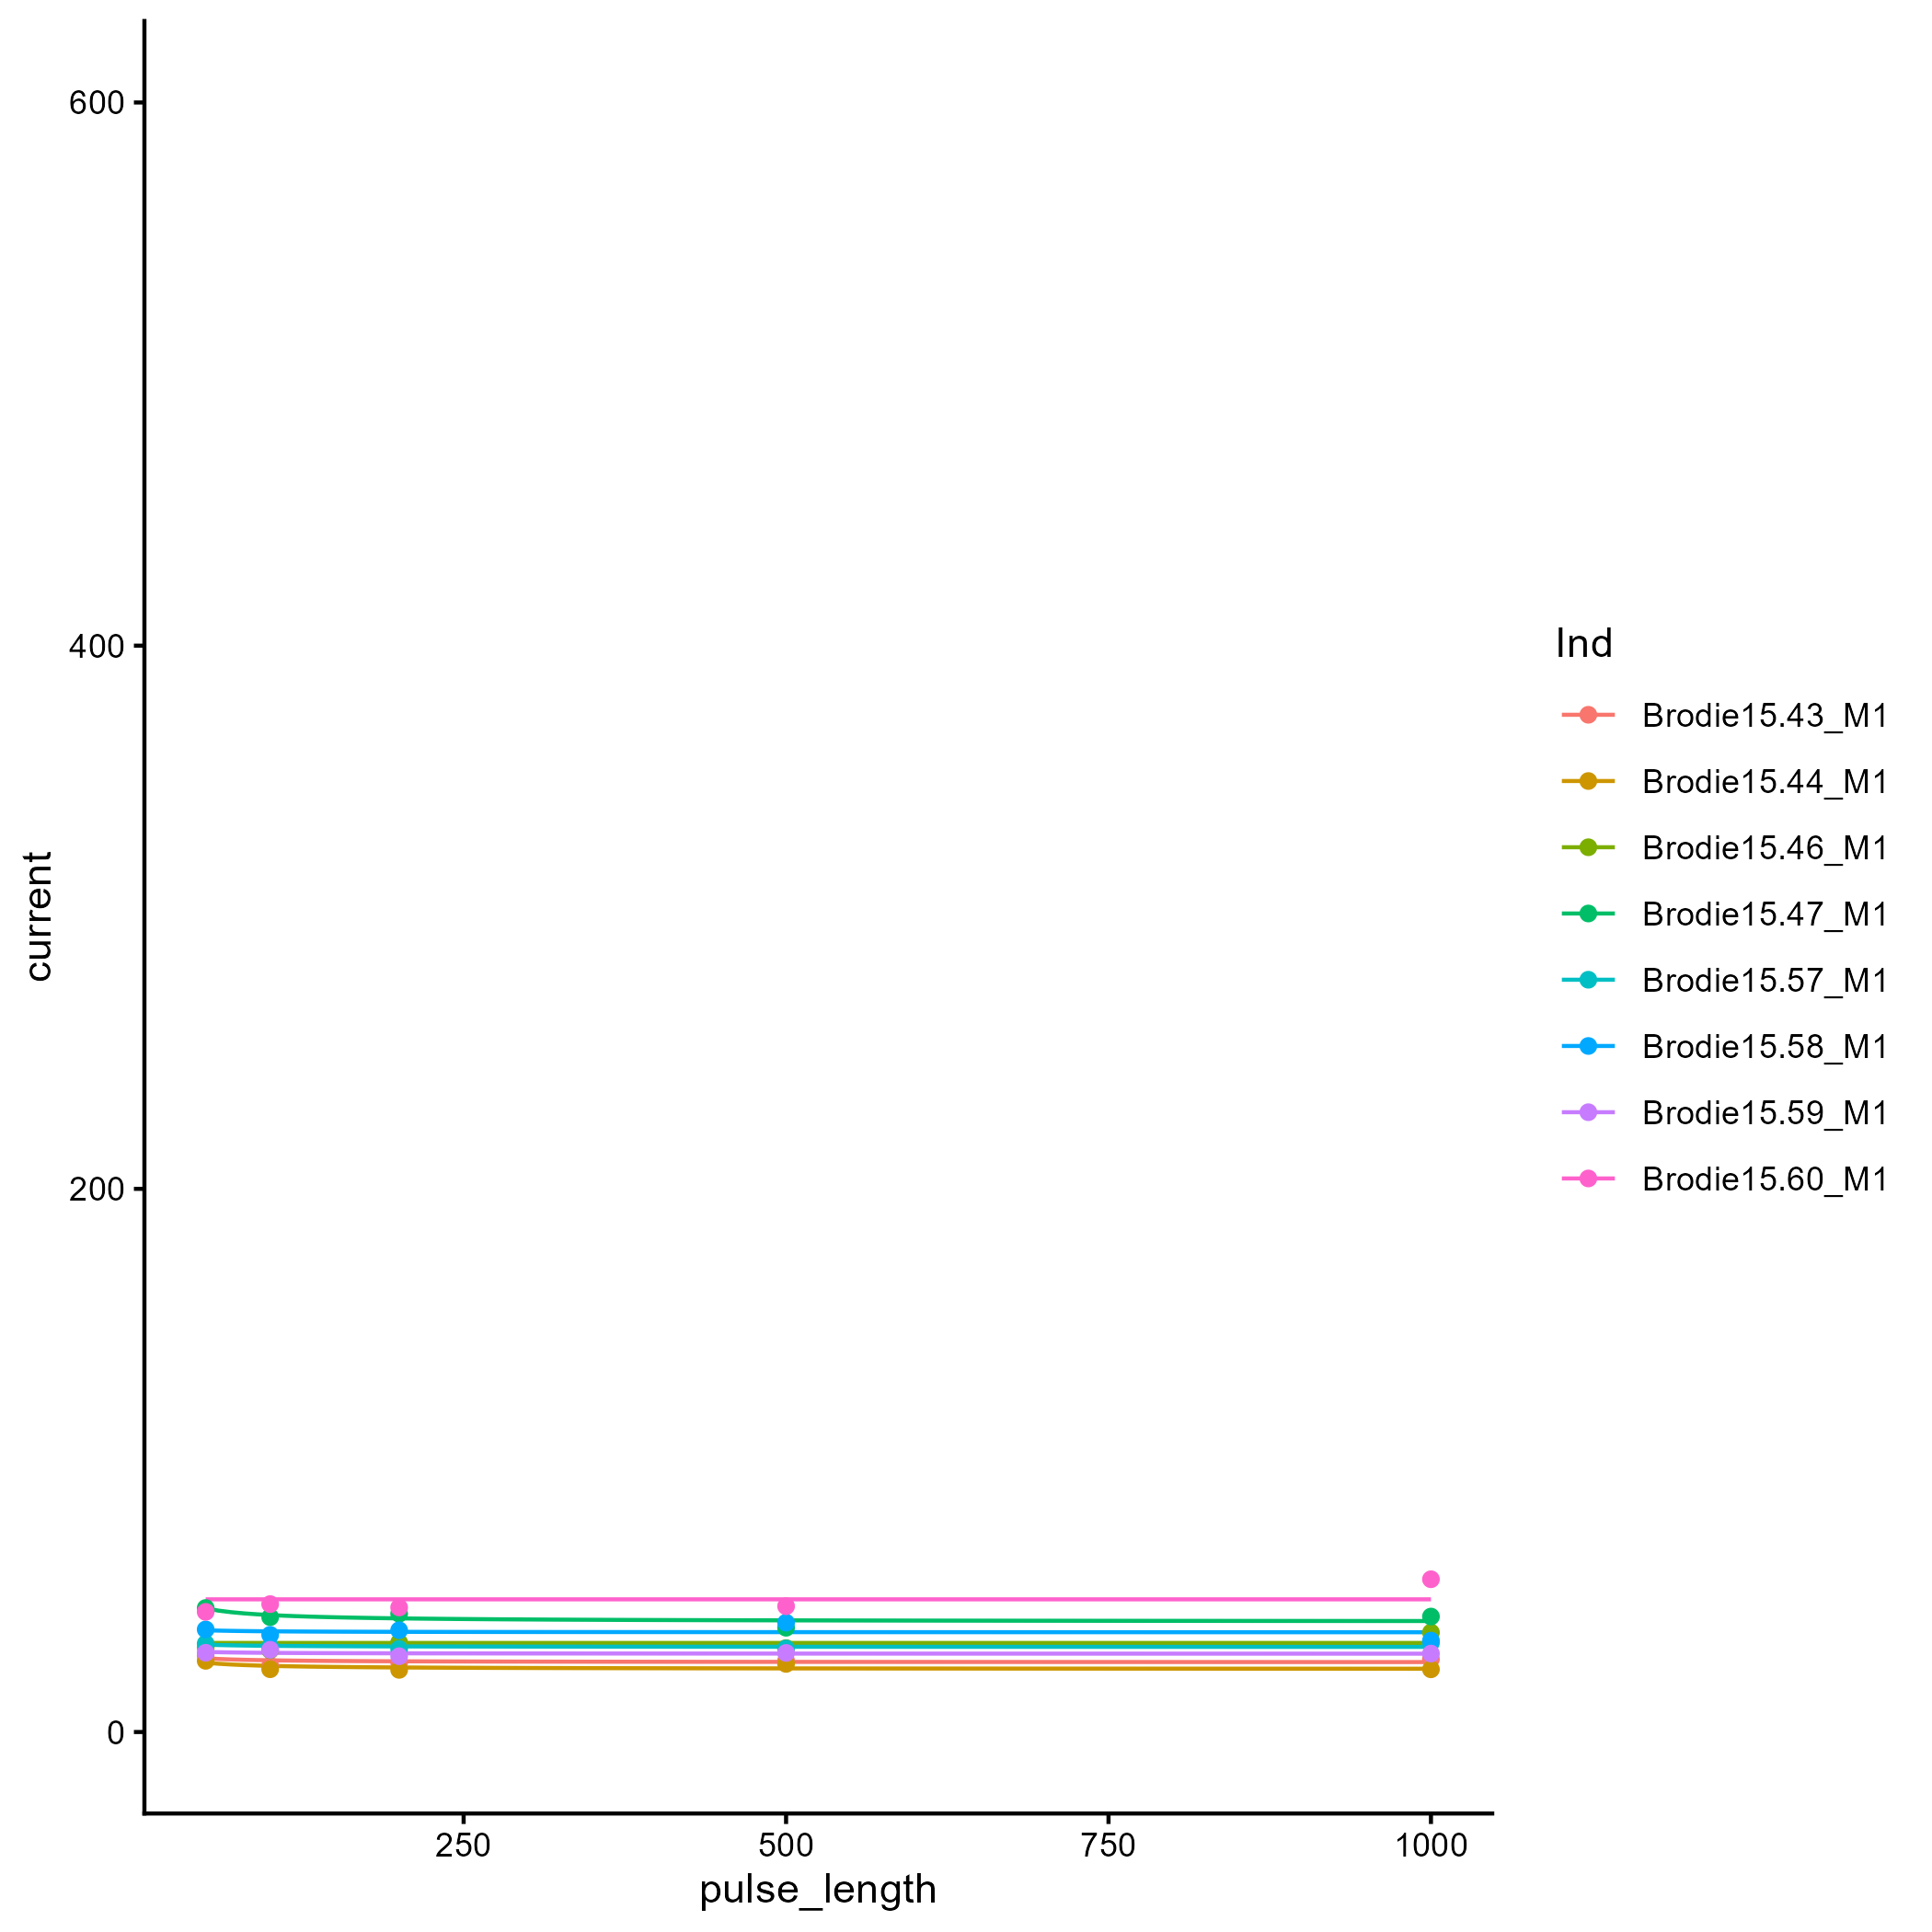 600
400
200
0
current
250 500 750 1000
pulse_length
Ind
Brodie15.43_M1
Brodie15.44_M1
Brodie15.46_M1
Brodie15.47_M1
Brodie15.57_M1
Brodie15.58_M1
Brodie15.59_M1
Brodie15.60_M1